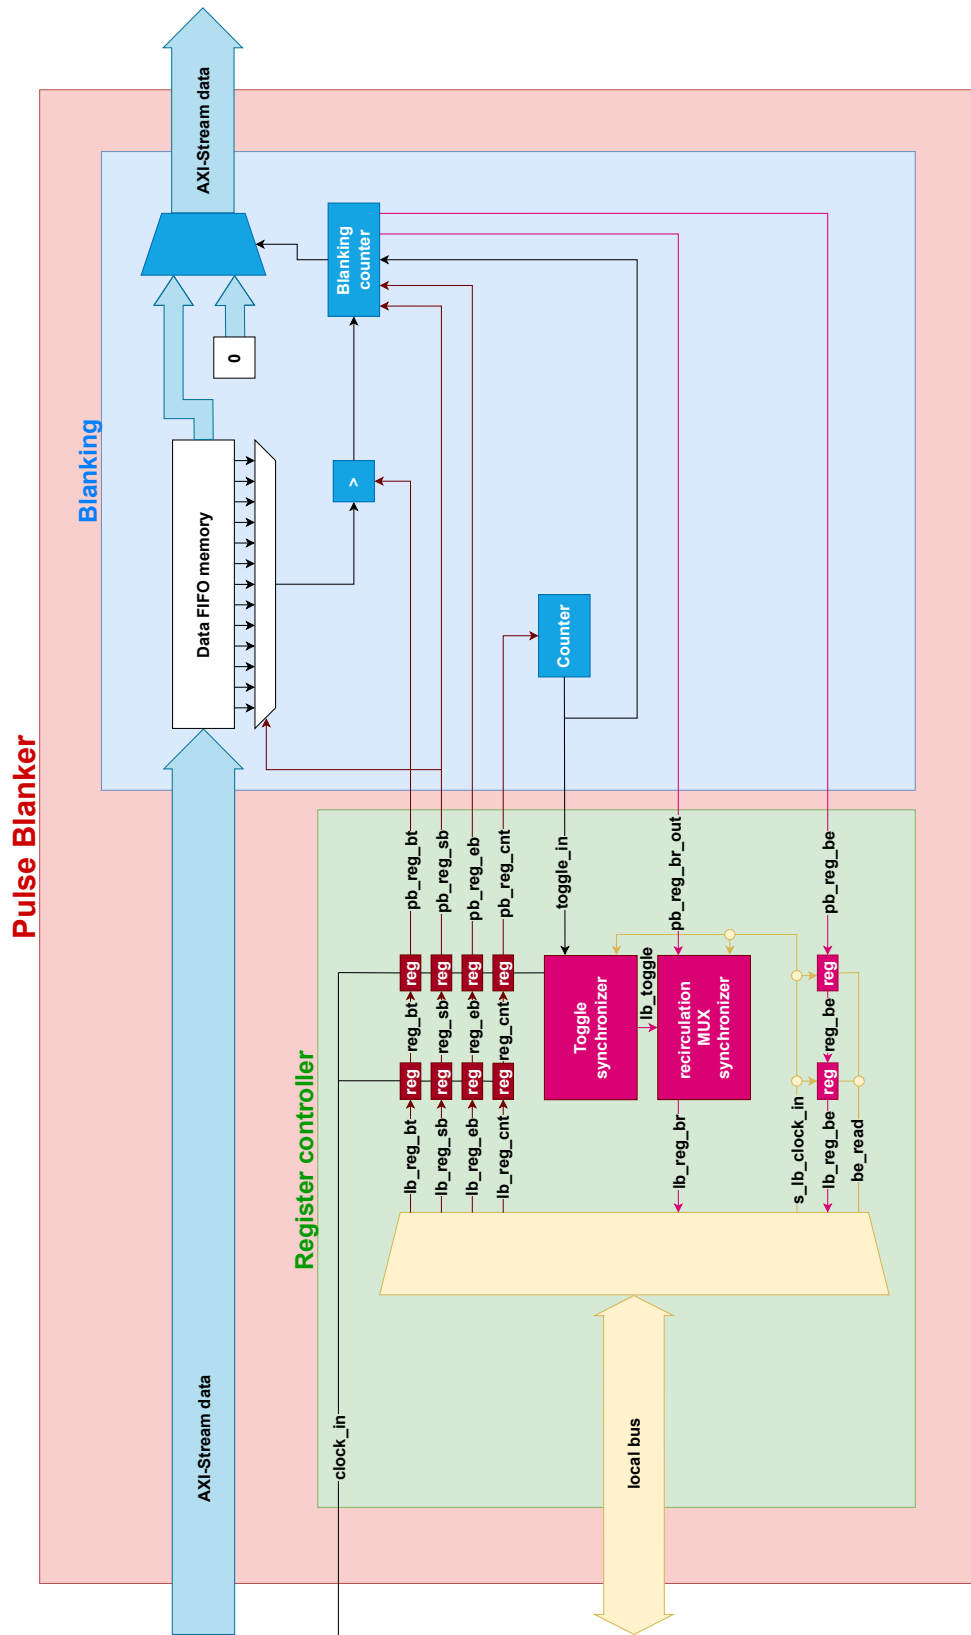 Pulse Blanker
Blanking
Register controller
AXI-Stream data
AXI-Stream data
Data FIFO memory
0
>
Blanking
counter
Counter
clock_in
lb_reg_bt
reg
reg_bt
reg
pb_reg_bt
lb_reg_sb
reg
reg_sb
reg
pb_reg_sb
lb_reg_eb
reg
reg_eb
reg
pb_reg_eb
lb_reg_cnt
reg
reg_cnt
reg
pb_reg_cnt
Toggle
synchronizer
toggle_in
lb_toggle
recirculation
MUX
synchronizer
lb_reg_br
pb_reg_br_out
s_lb_clock_in
lb_reg_be
reg
reg_be
reg
pb_reg_be
be_read
local bus